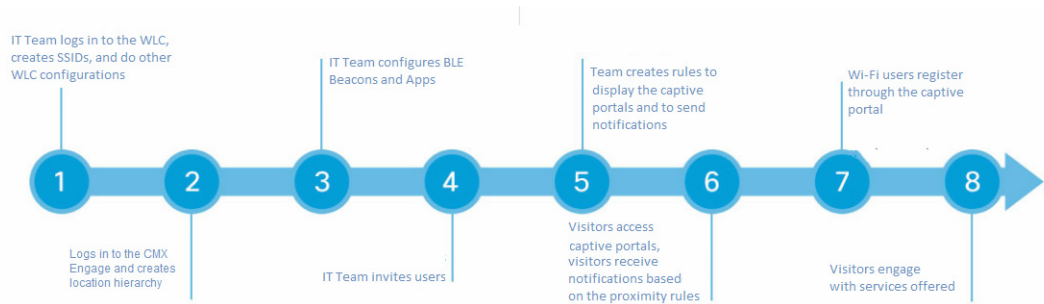 IT Team logs in to the WLC,
creates SSIDs, and do other
WLC configurations
IT Team configures BLE
Beacons and Apps
Team creates rules to
display the captive
portals and to send
notifications
Wi-Fi users register
through the captive
portal
1
2
3
4
5
6
7
8
Logs in to the CMX
Engage and creates
location hierarchy
IT Team invites users
Visitors access
captive portals,
visitors receive
notifications based
on the proximity rules
Visitors engage
with services offered